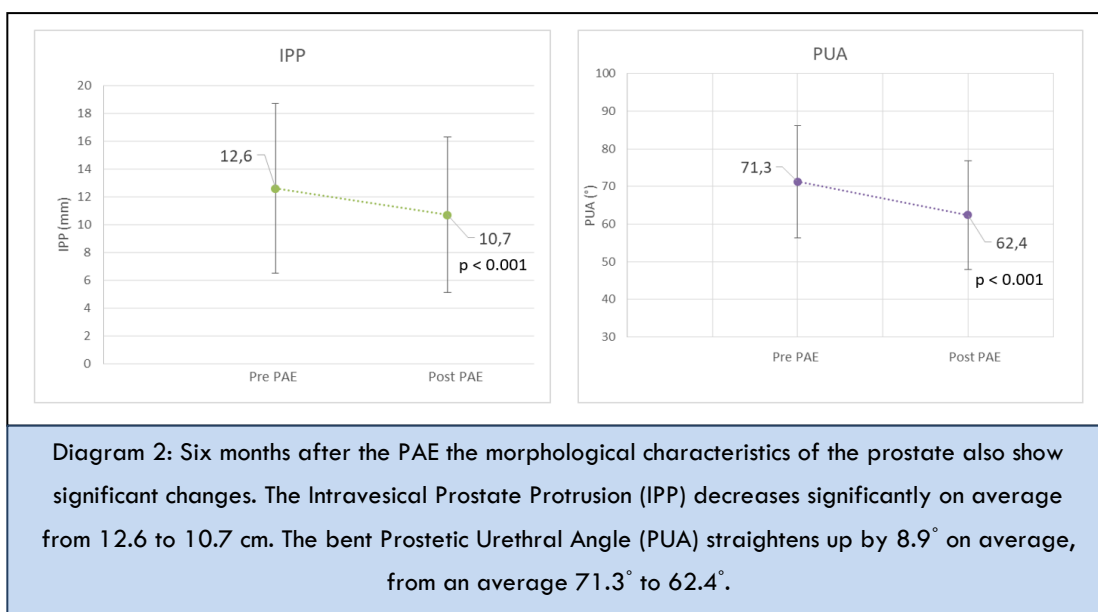 IPP
20
18
16
14
12
10
8
6
4
2
0
IPP (mm)
12,6
10,7
p < 0.001
Pre PAE
Post PAE
PUA
100
90
80
70
60
50
40
30
PUA (°)
71,3
62,4
p < 0.001
Pre PAE
Post PAE
Diagram 2: Six months after the PAE the morphological characteristics of the prostate also show
significant changes. The Intravesical Prostate Protrusion (IPP) decreases significantly on average
from 12.6 to 10.7 cm. The bent Prostetic Urethral Angle (PUA) straightens up by 8.9° on average,
from an average 71.3° to 62.4°.